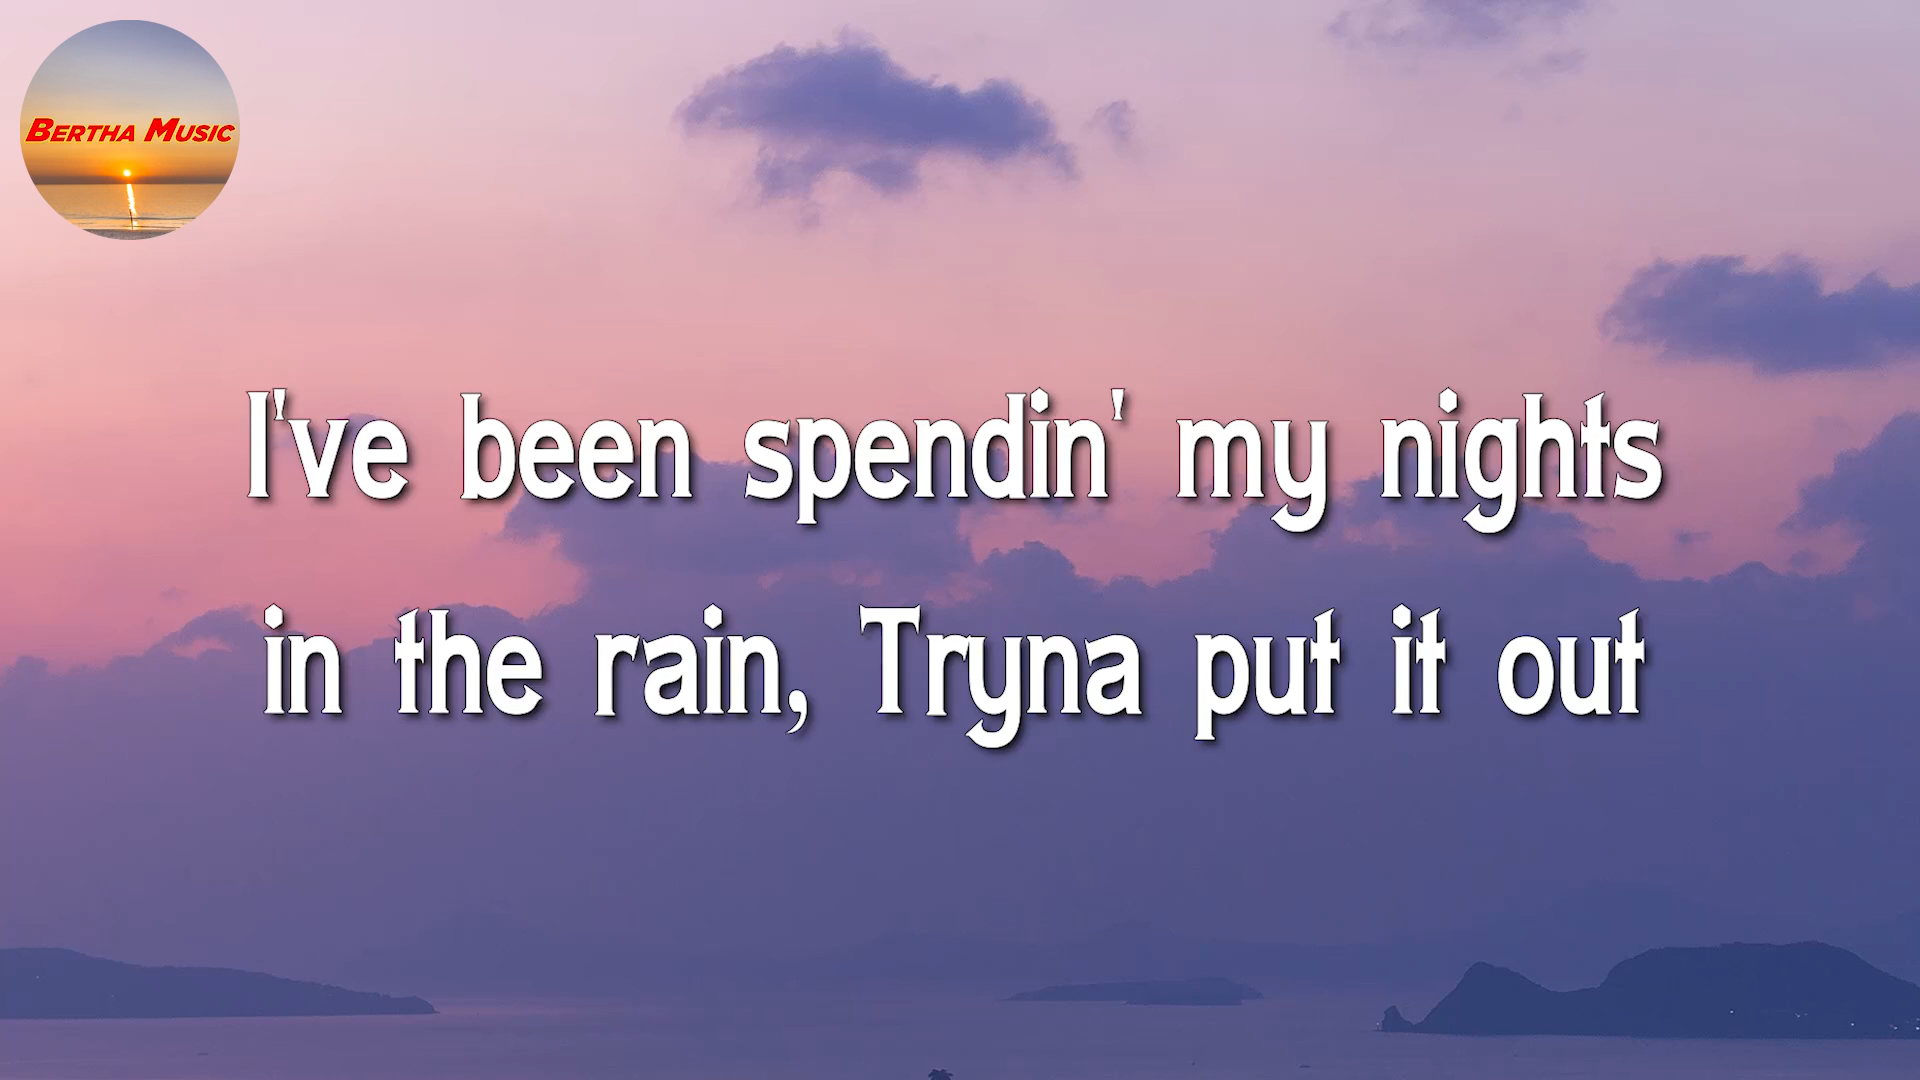 BERTHA MUSIC
I've been spendin' my nights
in the rain, Tryna put it out